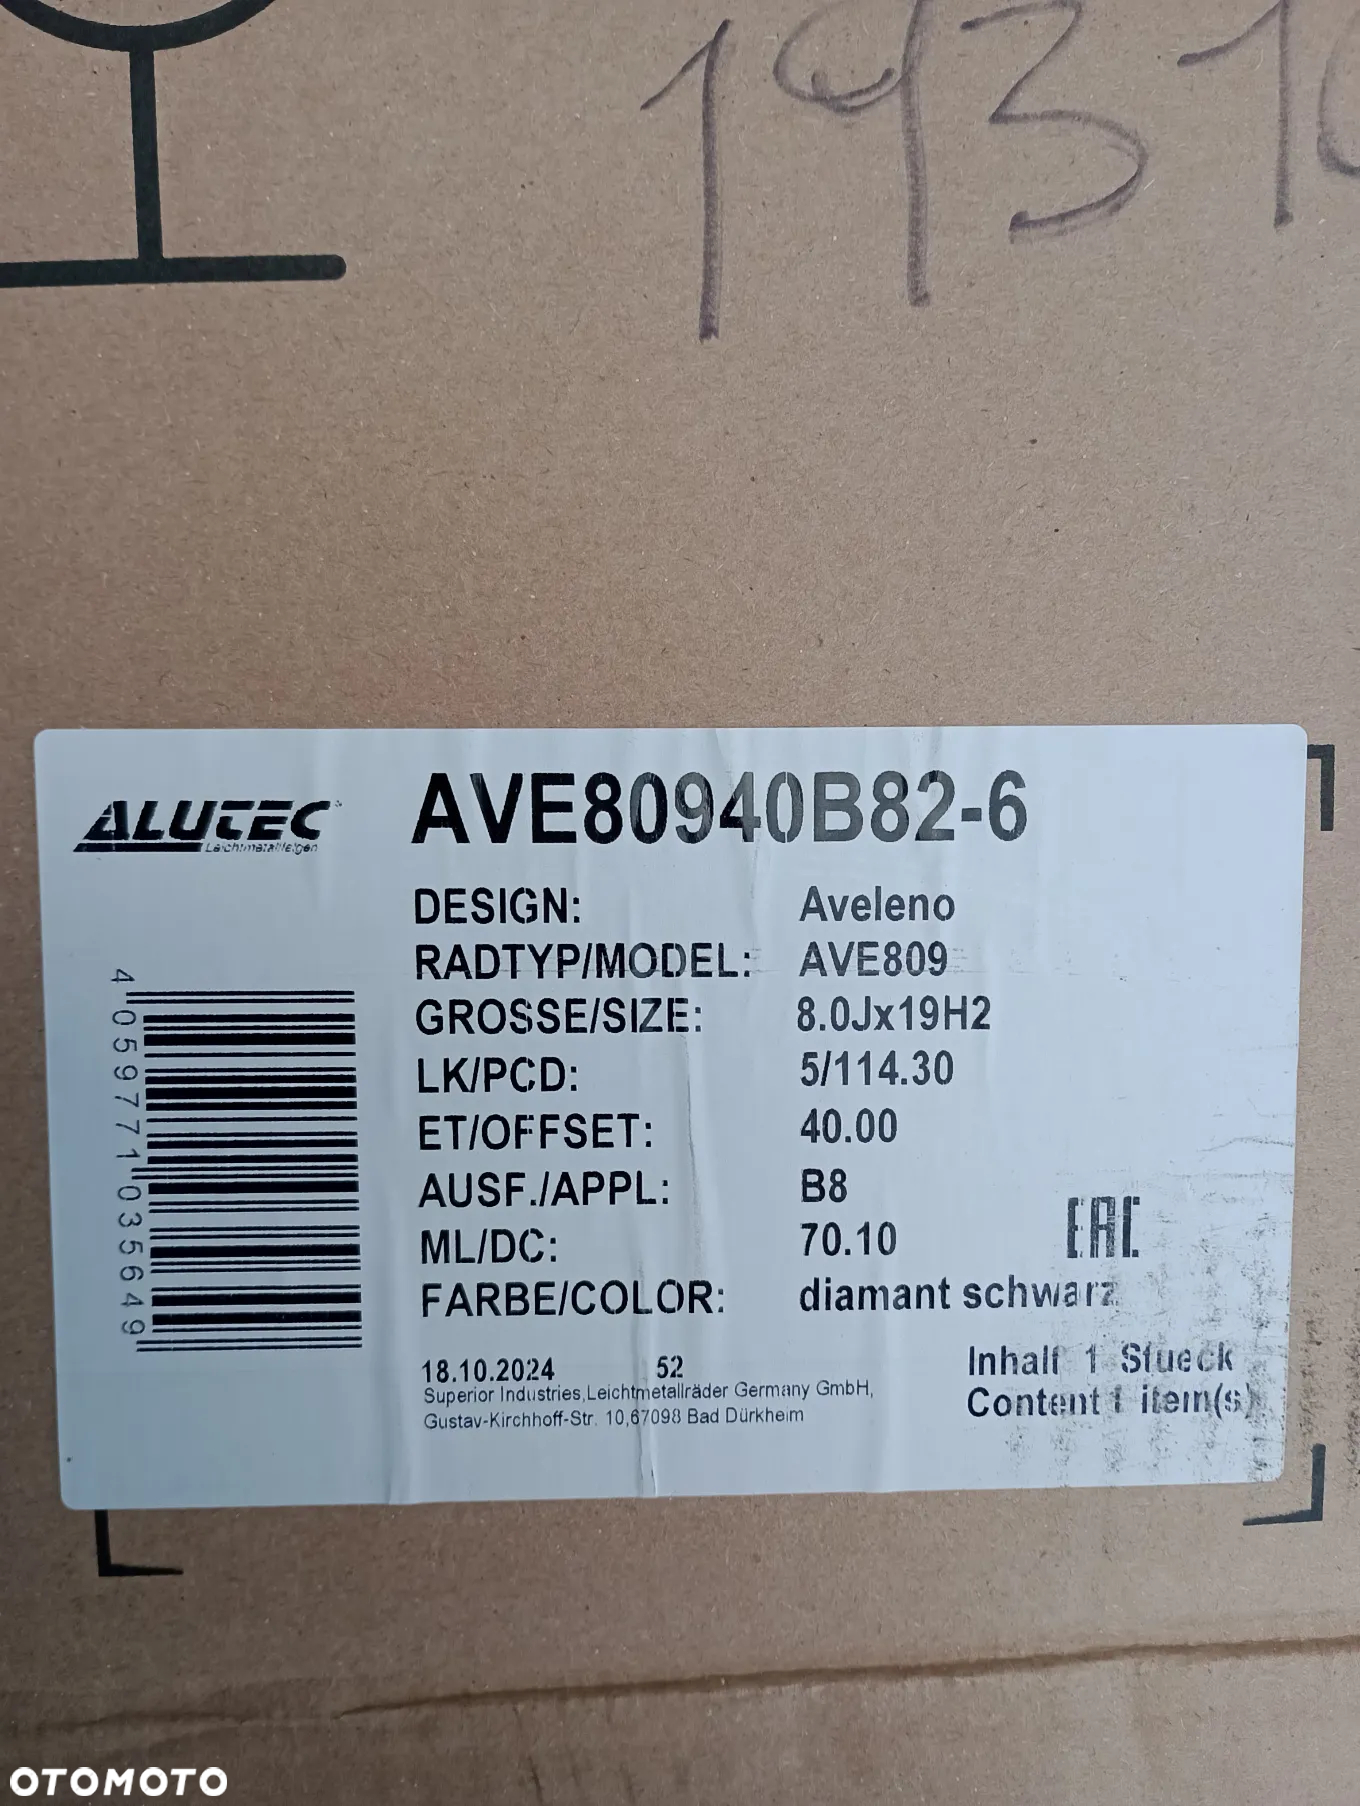 ALUTEC
Leichtmetallfelgen
AVE80940B82-6
DESIGN: Aveleno
RADTYP/MODEL: AVE809
GROSSE/SIZE: 8.0Jx19H2
LK/PCD: 5/114.30
ET/OFFSET: 40.00
AUSF./APPL: B8
ML/DC: 70.10
EAC
FARBE/COLOR: diamant schwarz
4059771035649
18.10.2024 52
Superior Industries,Leichtmetallräder Germany GmbH,
Gustav-Kirchhoff-Str. 10,67098 Bad Dürkheim
Inhalt 1 Stueck
Content 1 item(s)
OTOMOTO